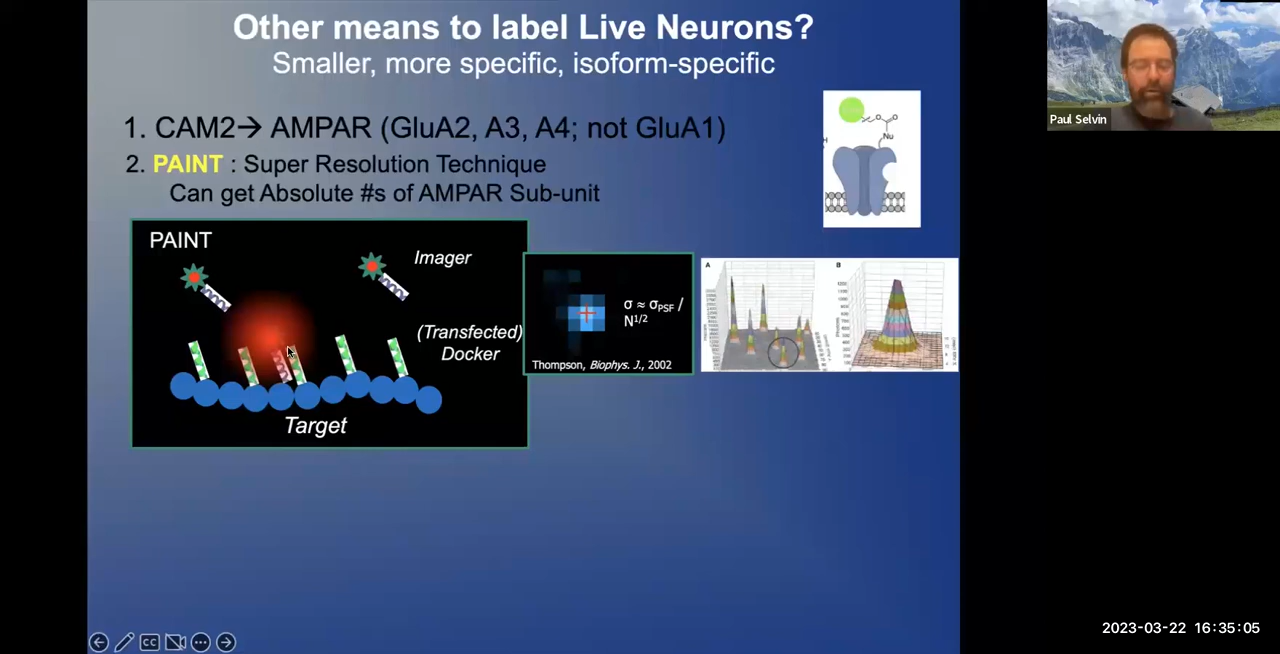 Other means to label Live Neurons?
Smaller, more specific, isoform-specific
1. CAM2→ AMPAR (GluA2, A3, A4; not GluA1)
2. PAINT : Super Resolution Technique
Can get Absolute #s of AMPAR Sub-unit
PAINT
Imager
(Transfected)
Docker
Target
σ ≈ σPSF /
N1/2
Thompson, Biophys. J., 2002
O
O
Nu
H
A
B
Paul Selvin
CC
2023-03-22 16:35:05